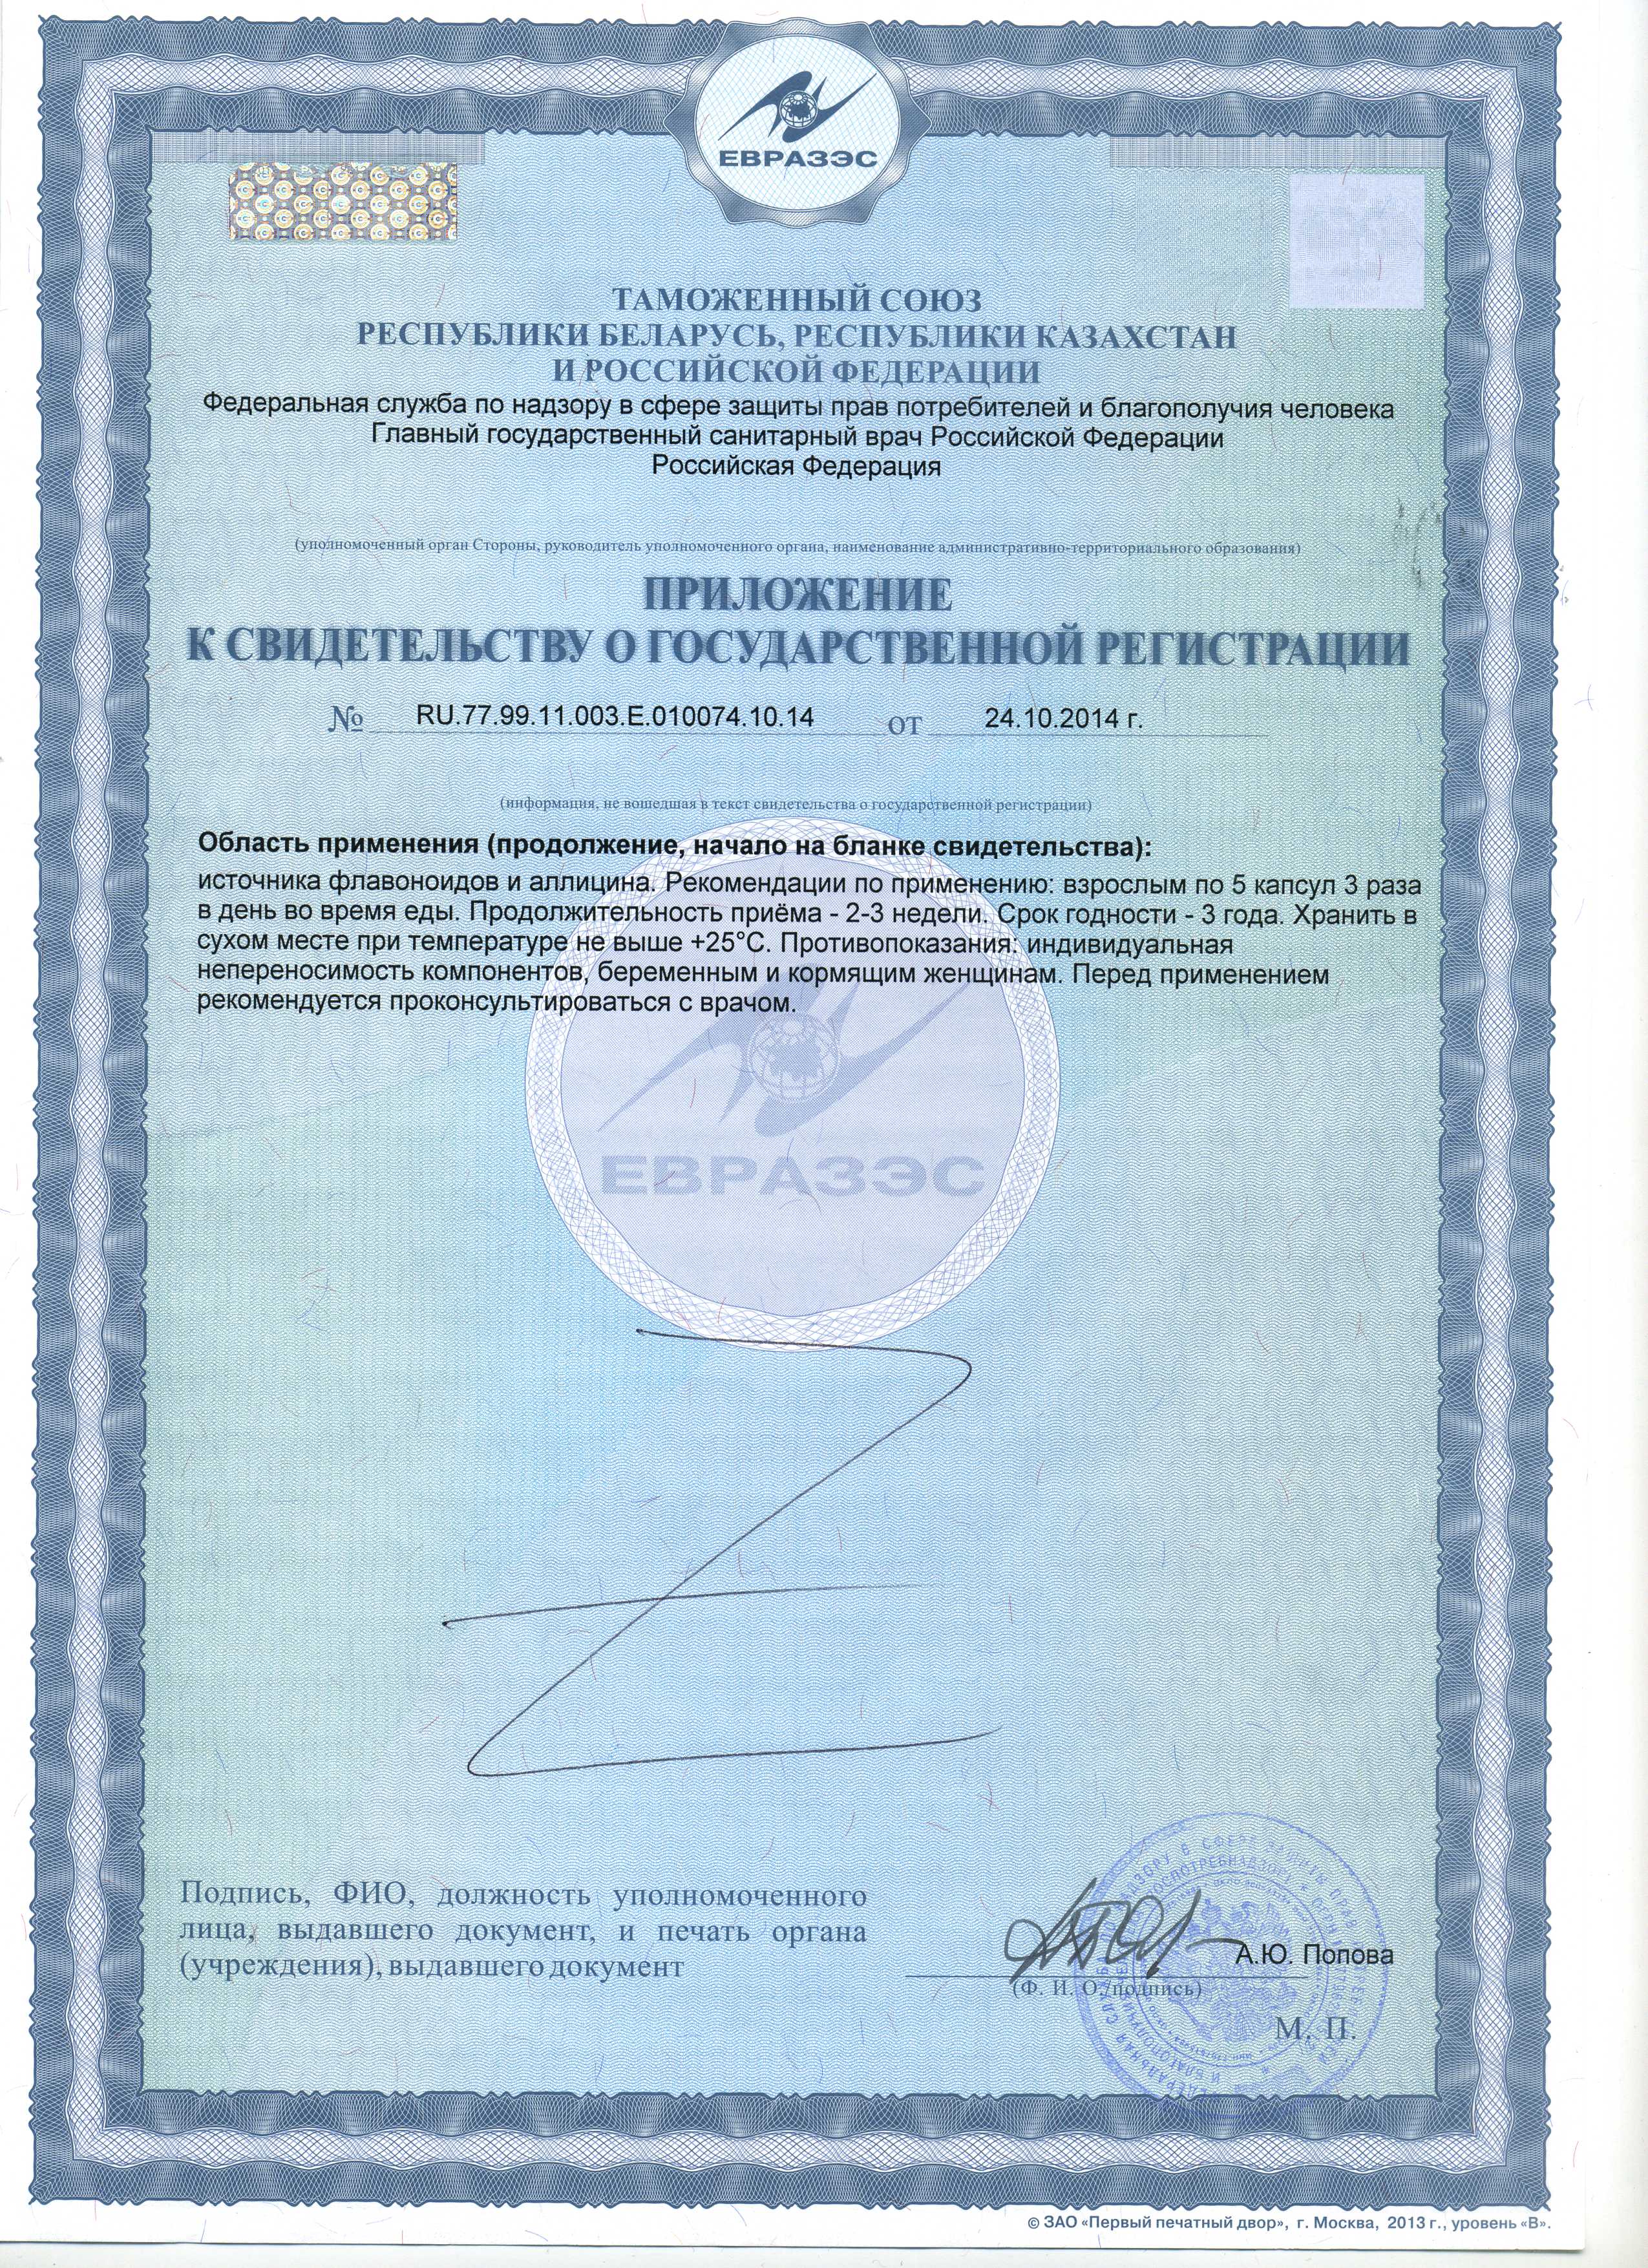 ЕВРАЗЭС
ТАМОЖЕННЫЙ СОЮЗ
РЕСПУБЛИКИ БЕЛАРУСЬ, РЕСПУБЛИКИ КАЗАХСТАН
И РОССИЙСКОЙ ФЕДЕРАЦИИ
Федеральная служба по надзору в сфере защиты прав потребителей и благополучия человека
Главный государственный санитарный врач Российской Федерации
Российская Федерация
(уполномоченный орган Стороны, руководитель уполномоченного органа, наименование административно-территориального образования)
ПРИЛОЖЕНИЕ
К СВИДЕТЕЛЬСТВУ О ГОСУДАРСТВЕННОЙ РЕГИСТРАЦИИ
№ RU.77.99.11.003.Е.010074.10.14 от 24.10.2014 г.
(информация, не вошедшая в текст свидетельства о государственной регистрации)
Область применения (продолжение, начало на бланке свидетельства):
источника флавоноидов и аллицина. Рекомендации по применению: взрослым по 5 капсул 3 раза
в день во время еды. Продолжительность приёма - 2-3 недели. Срок годности - 3 года. Хранить в
сухом месте при температуре не выше +25°С. Противопоказания: индивидуальная
непереносимость компонентов, беременным и кормящим женщинам. Перед применением
рекомендуется проконсультироваться с врачом.
ЕВРАЗЭС
Подпись, ФИО, должность уполномоченного
лица, выдавшего документ, и печать органа
(учреждения), выдавшего документ
А.Ю. Попова
(Ф. И. О./подпись)
М. П.
© ЗАО «Первый печатный двор», г. Москва, 2013 г., уровень «В».